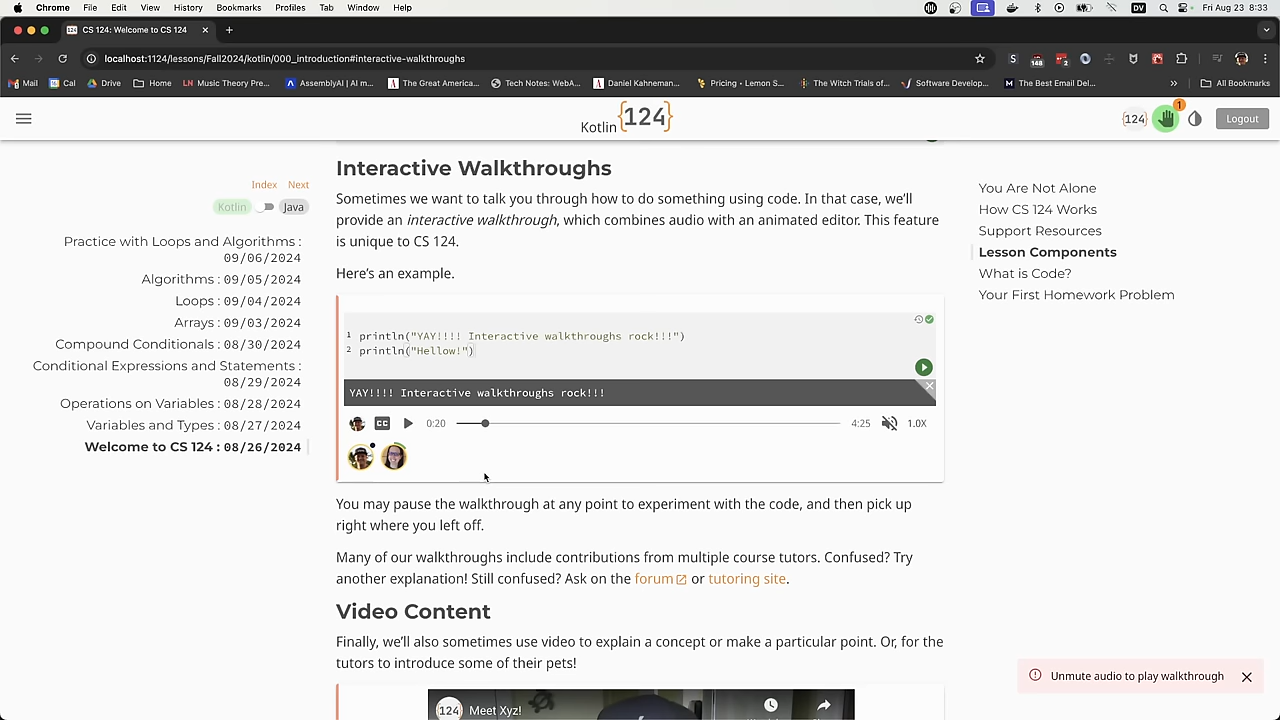 Chrome File Edit View History Bookmarks Profiles Tab Window Help
DV
Fri Aug 23 8:33
CS 124: Welcome to CS 124
localhost:1124/lessons/Fall2024/kotlin/000_introduction#interactive-walkthroughs
Mail Cal Drive Home Music Theory Pre... AssemblyAI | AI m... The Great America... Tech Notes: WebA... Daniel Kahneman... Pricing • Lemon S... The Witch Trials of... Software Develop... The Best Email Del... » All Bookmarks
Kotlin {124}
{124}
1
Logout
Index Next
Kotlin Java
Practice with Loops and Algorithms :
09/06/2024
Algorithms : 09/05/2024
Loops : 09/04/2024
Arrays : 09/03/2024
Compound Conditionals : 08/30/2024
Conditional Expressions and Statements :
08/29/2024
Operations on Variables : 08/28/2024
Variables and Types : 08/27/2024
Welcome to CS 124 : 08/26/2024
Interactive Walkthroughs
Sometimes we want to talk you through how to do something using code. In that case, we'll
provide an interactive walkthrough, which combines audio with an animated editor. This feature
is unique to CS 124.
Here's an example.
1 println("YAY!!!! Interactive walkthroughs rock!!!")
2 println("Hellow!")
YAY!!!! Interactive walkthroughs rock!!!
CC 0:20 4:25 1.0X
You may pause the walkthrough at any point to experiment with the code, and then pick up
right where you left off.
Many of our walkthroughs include contributions from multiple course tutors. Confused? Try
another explanation! Still confused? Ask on the forum or tutoring site.
Video Content
Finally, we'll also sometimes use video to explain a concept or make a particular point. Or, for the
tutors to introduce some of their pets!
124 Meet Xyz!
You Are Not Alone
How CS 124 Works
Support Resources
Lesson Components
What is Code?
Your First Homework Problem
Unmute audio to play walkthrough